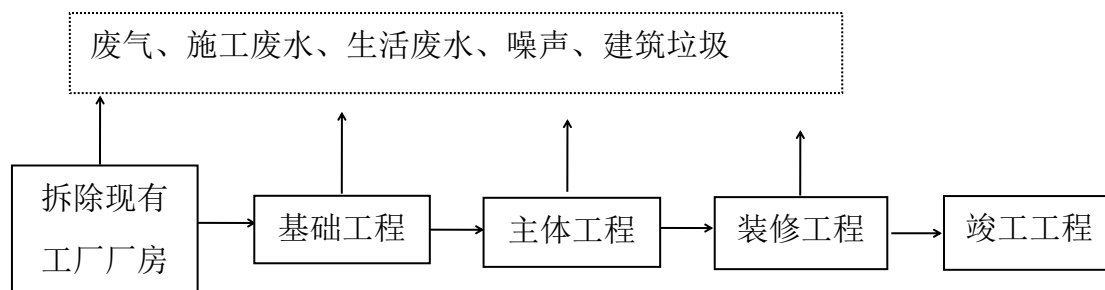 废气、施工废水、生活废水、噪声、建筑垃圾
拆除现有
工厂厂房
基础工程
主体工程
装修工程
竣工工程